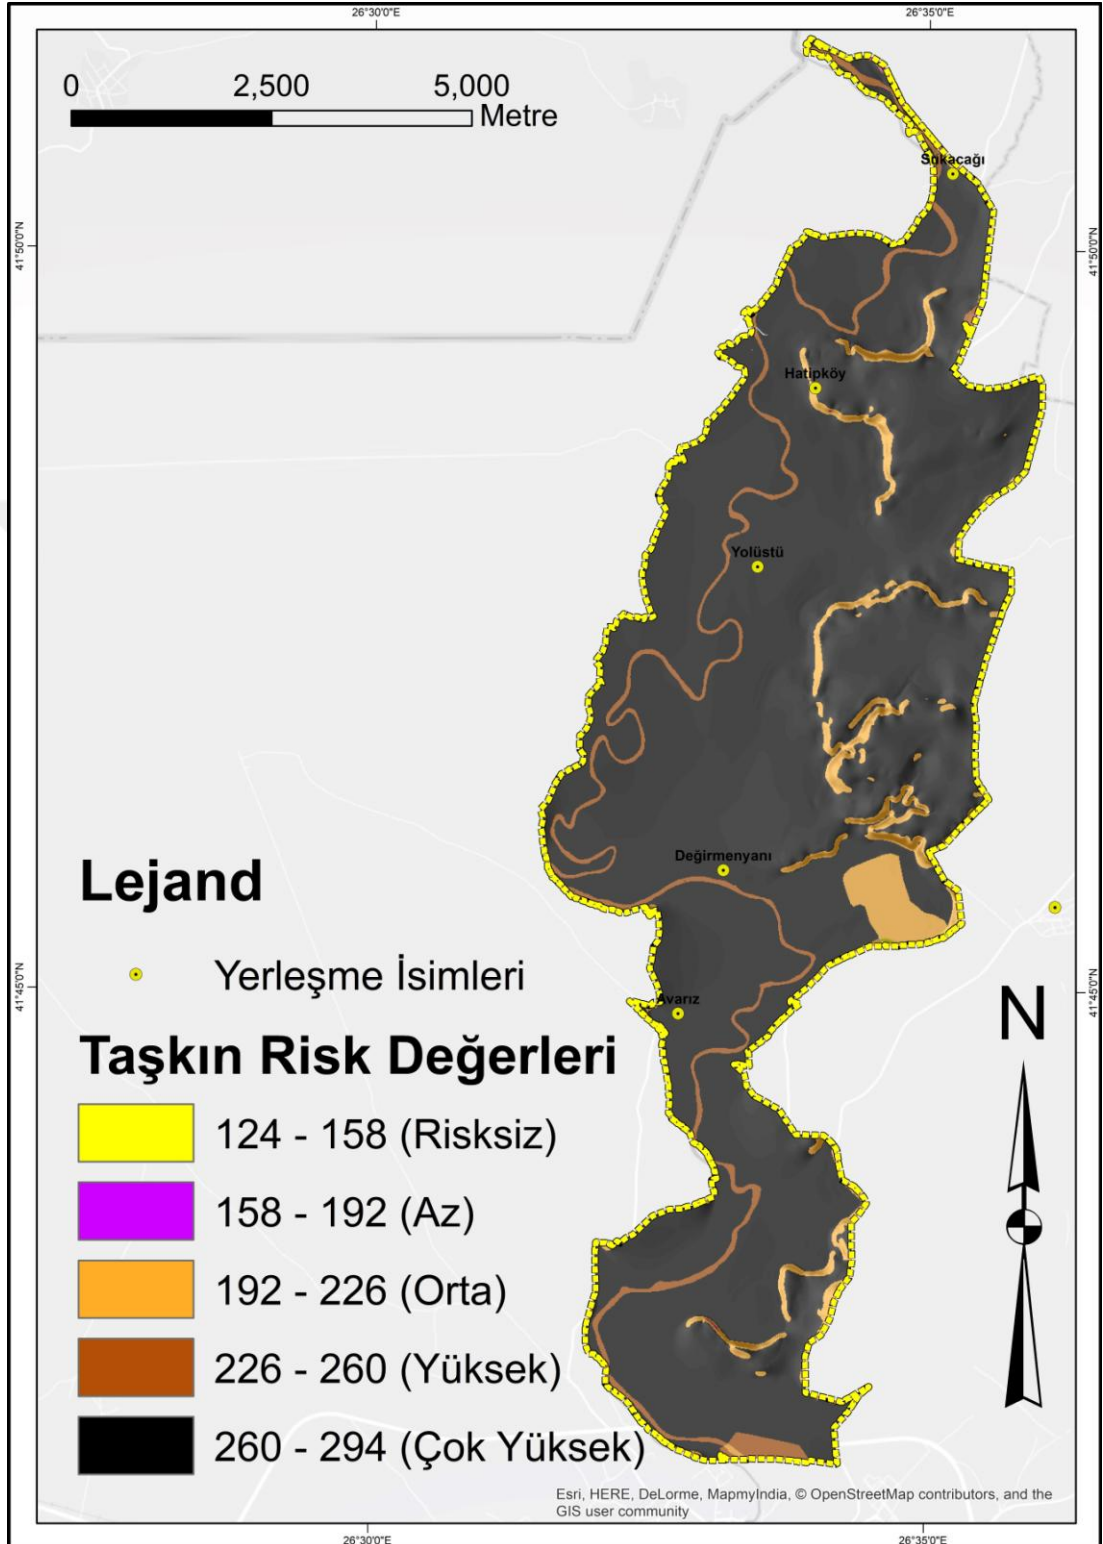 26°30'0"E
26°35'0"E
0 2,500 5,000
Metre
Sukacağı
41°50'0"N
41°50'0"N
Hatipköy
Yolüstü
Değirmenyanı
Lejand
Yerleşme İsimleri
41°45'0"N
41°45'0"N
Avarız
N
Taşkın Risk Değerleri
124 - 158 (Risksiz)
158 - 192 (Az)
192 - 226 (Orta)
226 - 260 (Yüksek)
260 - 294 (Çok Yüksek)
Esri, HERE, DeLorme, MapmyIndia, © OpenStreetMap contributors, and the
GIS user community
26°30'0"E
26°35'0"E